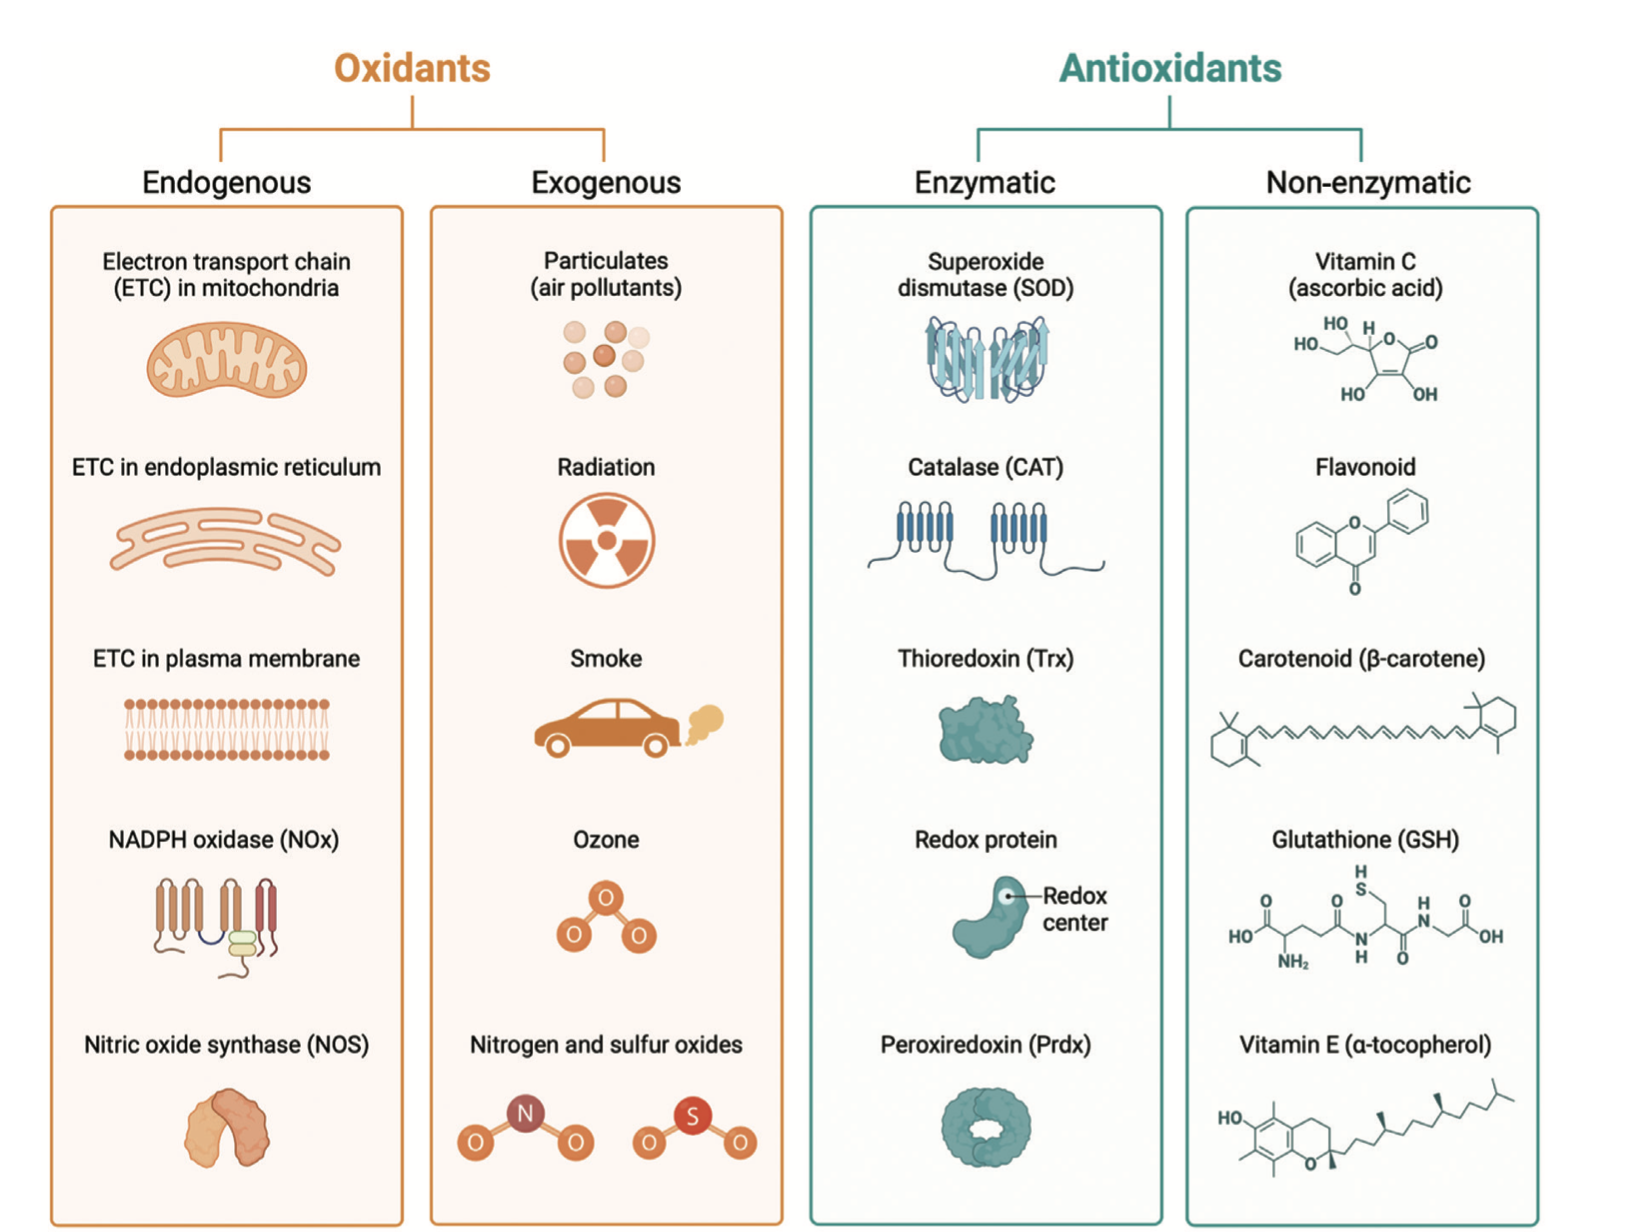 Oxidants
Antioxidants
Endogenous
Exogenous
Enzymatic
Non-enzymatic
Electron transport chain
(ETC) in mitochondria
ETC in endoplasmic reticulum
ETC in plasma membrane
NADPH oxidase (NOx)
Nitric oxide synthase (NOS)
Particulates
(air pollutants)
Radiation
Smoke
Ozone
O
O
O
Nitrogen and sulfur oxides
N
O
O
S
O
O
Superoxide
dismutase (SOD)
Catalase (CAT)
Thioredoxin (Trx)
Redox protein
Redox
center
Peroxiredoxin (Prdx)
Vitamin C
(ascorbic acid)
HO
H
HO
O
O
HO
OH
Flavonoid
O
O
Carotenoid (β-carotene)
Glutathione (GSH)
H
S
O
O
H
N
O
HO
N
H
OH
NH₂
O
Vitamin E (α-tocopherol)
HO
O